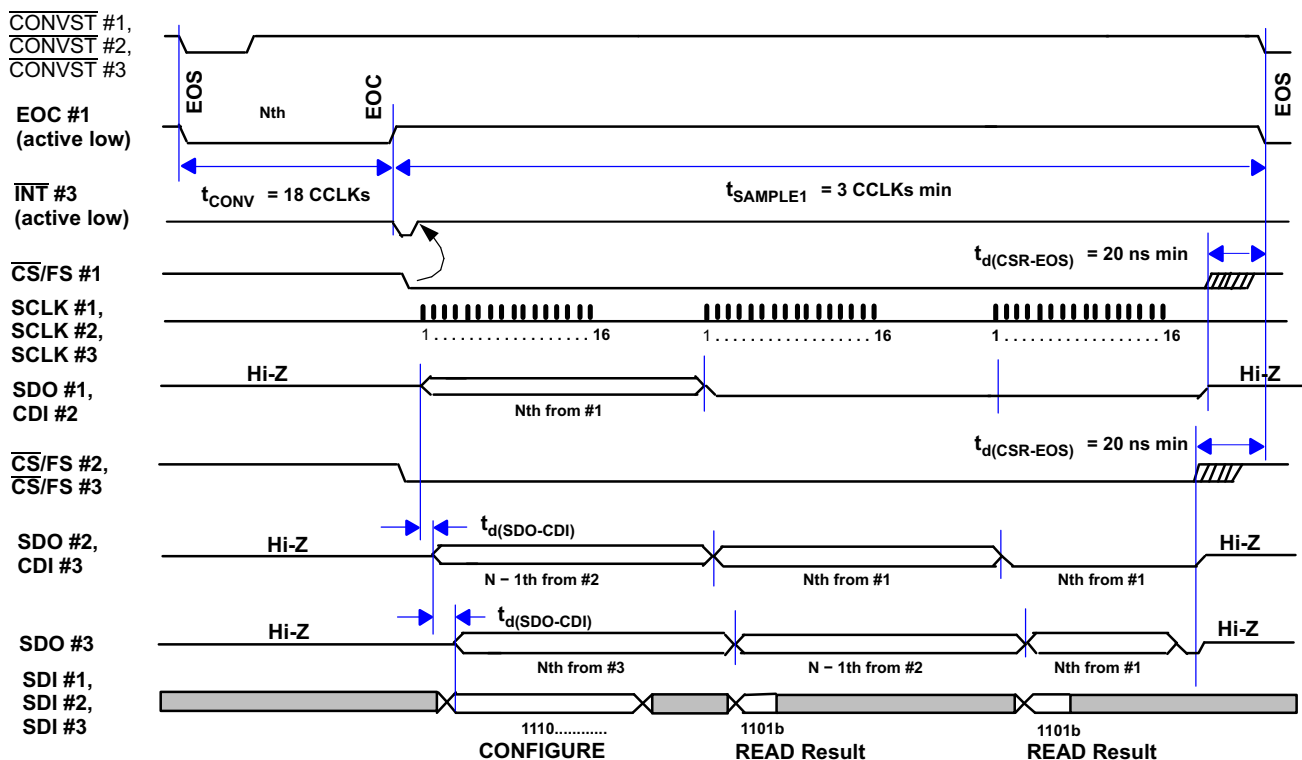 CONVST #1,
CONVST #2,
CONVST #3
EOS
EOC
EOS
Nth
EOC #1
(active low)
tCONV = 18 CCLKs
tSAMPLE1 = 3 CCLKs min
INT #3
(active low)
td(CSR-EOS) = 20 ns min
CS/FS #1
SCLK #1,
SCLK #2,
SCLK #3
1 . . . . . . . . . . . . . . . . . . 16
1 . . . . . . . . . . . . . . . . . . 16
1 . . . . . . . . . . . . . . . . . . 16
Hi-Z
Hi-Z
SDO #1,
CDI #2
Nth from #1
td(CSR-EOS) = 20 ns min
CS/FS #2,
CS/FS #3
td(SDO-CDI)
SDO #2,
CDI #3
Hi-Z
Hi-Z
N − 1th from #2
Nth from #1
Nth from #1
td(SDO-CDI)
SDO #3
Hi-Z
Hi-Z
Nth from #3
N − 1th from #2
Nth from #1
SDI #1,
SDI #2,
SDI #3
1110............
1101b
1101b
CONFIGURE
READ Result
READ Result